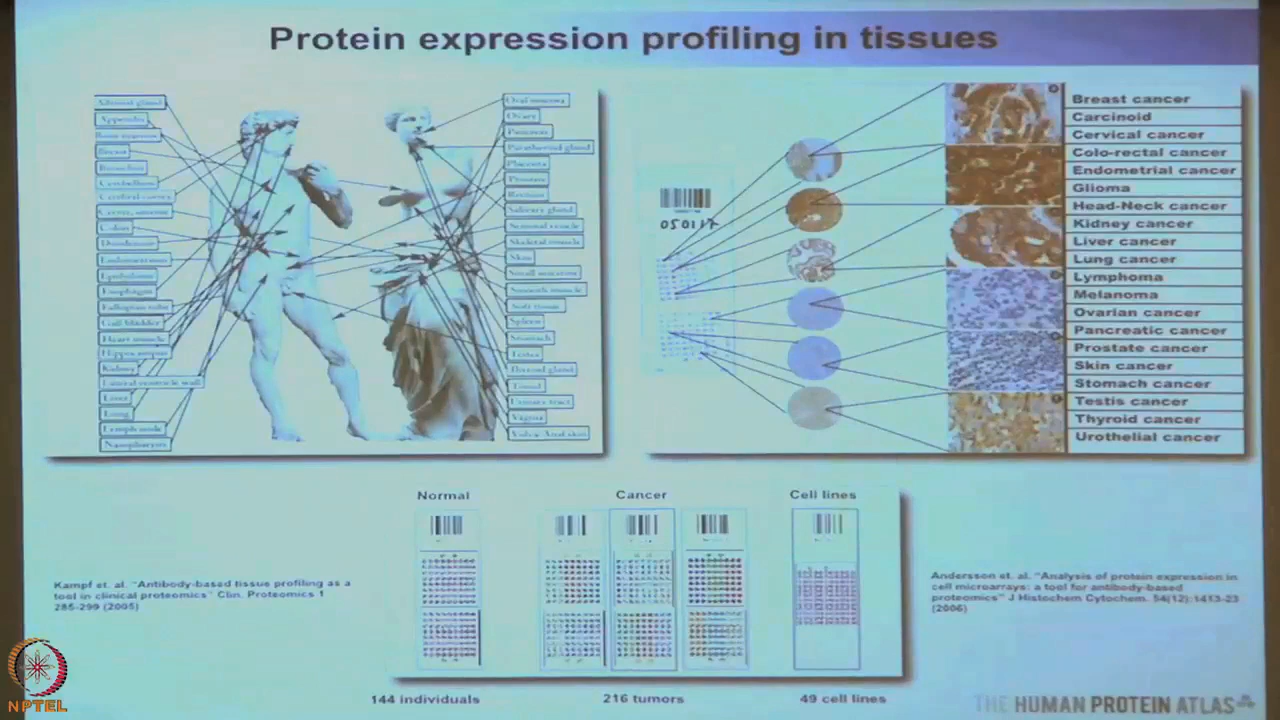 Protein expression profiling in tissues
Adrenal gland
Appendix
Bone marrow
Breast
Bronchus
Cerebellum
Cerebral cortex
Cervix, uterine
Colon
Duodenum
Endometrium
Epididymis
Esophagus
Fallopian tube
Gall bladder
Heart muscle
Hippocampus
Kidney
Lateral ventricle wall
Liver
Lung
Lymph node
Nasopharynx
Oral mucosa
Ovary
Pancreas
Parathyroid gland
Placenta
Prostate
Rectum
Salivary gland
Seminal vesicle
Skeletal muscle
Skin
Small intestine
Smooth muscle
Soft tissue
Spleen
Stomach
Testis
Thyroid gland
Tonsil
Urinary tract
Vagina
Vulva/Anal skin
050117
Breast cancer
Carcinoid
Cervical cancer
Colo-rectal cancer
Endometrial cancer
Glioma
Head-Neck cancer
Kidney cancer
Liver cancer
Lung cancer
Lymphoma
Melanoma
Ovarian cancer
Pancreatic cancer
Prostate cancer
Skin cancer
Stomach cancer
Testis cancer
Thyroid cancer
Urothelial cancer
Normal
Cancer
Cell lines
Kampf et. al. "Antibody-based tissue profiling as a
tool in clinical proteomics" Clin. Proteomics 1
285-299 (2005)
Andersson et. al. "Analysis of protein expression in
cell microarrays: a tool for antibody-based
proteomics" J Histochem Cytochem. 54(12):1413-23
(2006)
144 individuals
216 tumors
49 cell lines
THE HUMAN PROTEIN ATLAS
NPTEL